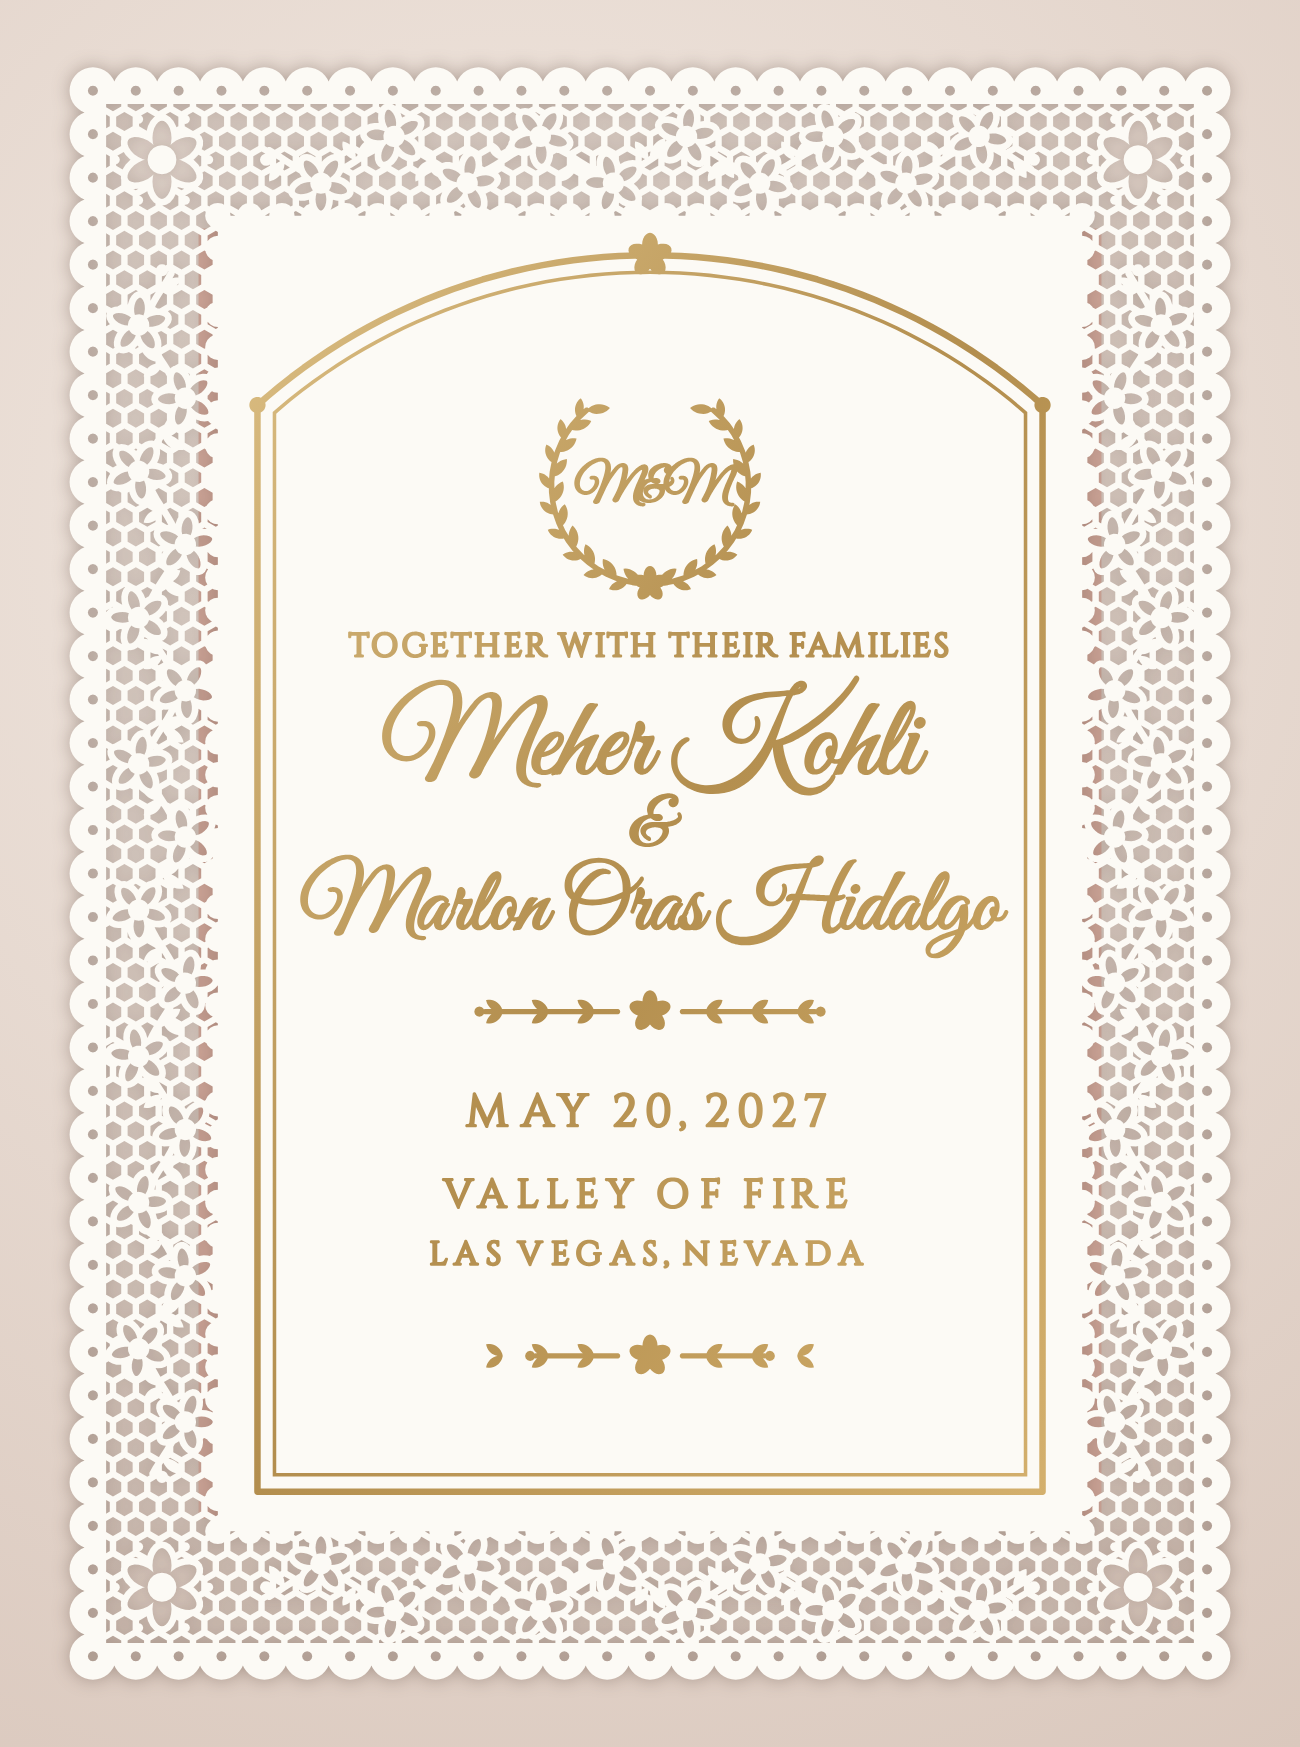 M&M
TOGETHER WITH THEIR FAMILIES
Meher Kohli
&
Marlon Oras Hidalgo
MAY 20, 2027
VALLEY OF FIRE
LAS VEGAS, NEVADA